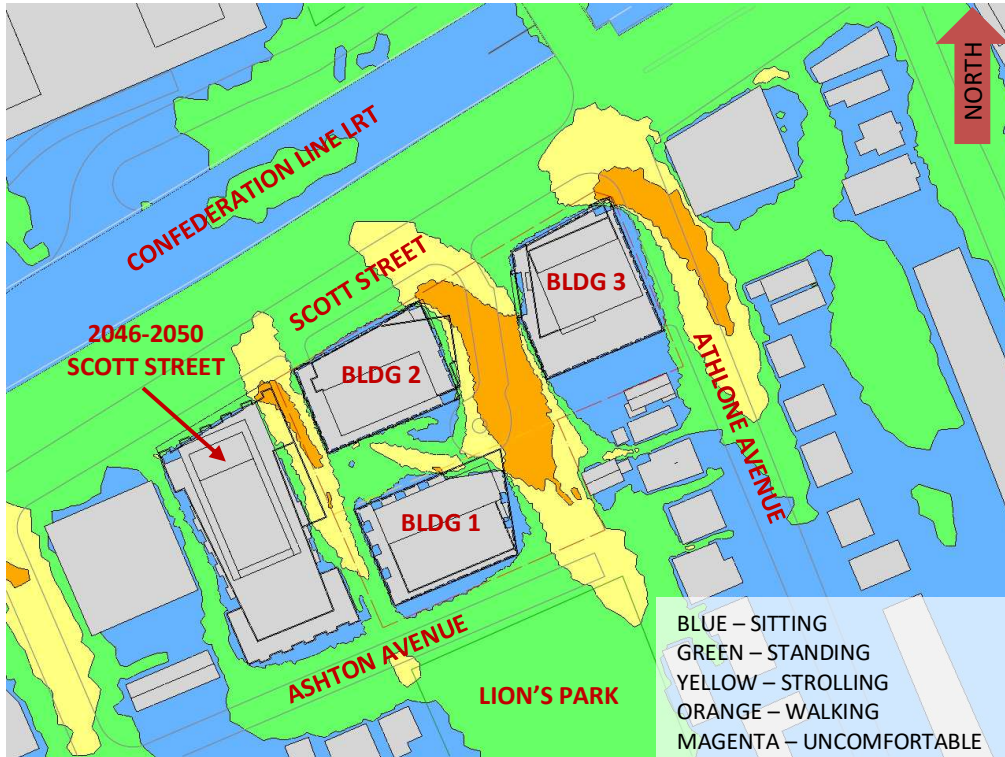 NORTH
CONFEDERATION LINE LRT
SCOTT STREET
BLDG 3
2046-2050
SCOTT STREET
BLDG 2
ATHLONE AVENUE
BLDG 1
ASHTON AVENUE
LION'S PARK
BLUE – SITTING
GREEN – STANDING
YELLOW – STROLLING
ORANGE – WALKING
MAGENTA – UNCOMFORTABLE